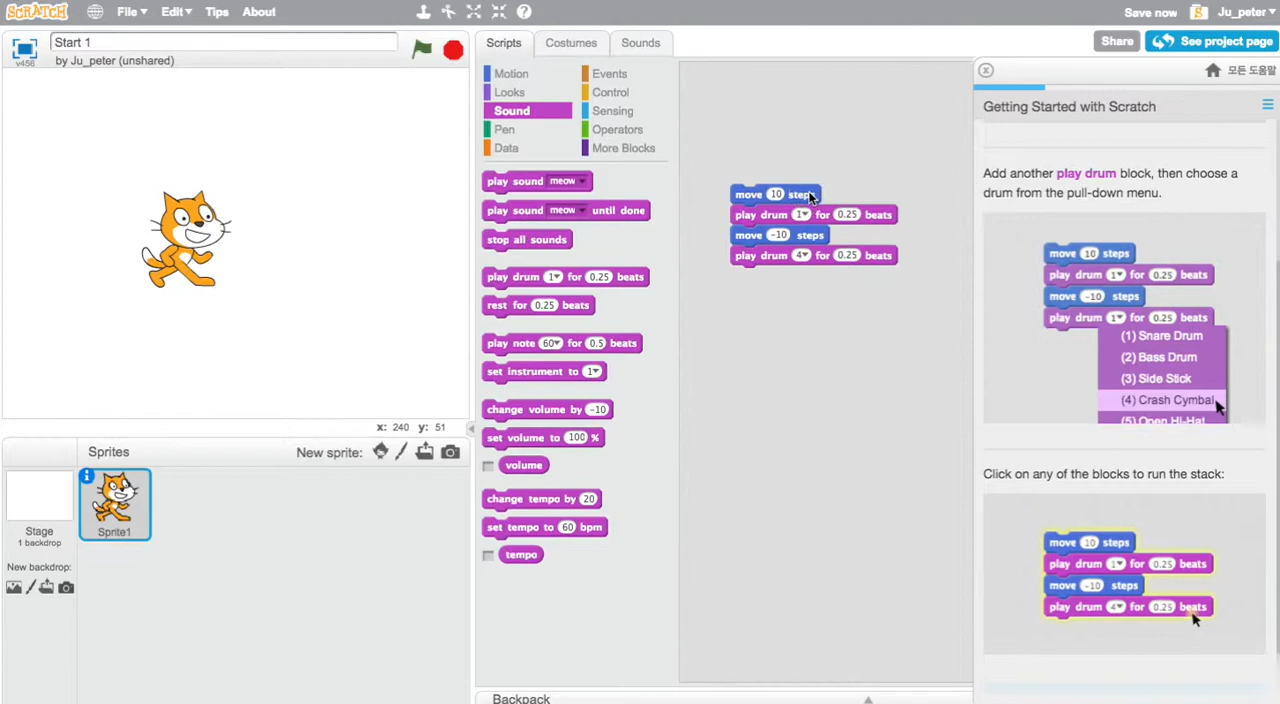 SCRATCH File Edit Tips About Save now S Ju_peter
v456 Start 1
by Ju_peter (unshared)
Scripts Costumes Sounds
Share See project page
Motion Events
Looks Control
Sound Sensing
Pen Operators
Data More Blocks
play sound meow
play sound meow until done
stop all sounds
play drum 1 for 0.25 beats
rest for 0.25 beats
play note 60 for 0.5 beats
set instrument to 1
change volume by -10
set volume to 100 %
volume
change tempo by 20
set tempo to 60 bpm
tempo
move 10 steps
play drum 1 for 0.25 beats
move -10 steps
play drum 4 for 0.25 beats
x: 240 y: 51
Sprites New sprite:
Stage
1 backdrop
New backdrop:
i
Sprite1
Backpack
모든 도움말
Getting Started with Scratch
Add another play drum block, then choose a
drum from the pull-down menu.
move 10 steps
play drum 1 for 0.25 beats
move -10 steps
play drum 1 for 0.25 beats
(1) Snare Drum
(2) Bass Drum
(3) Side Stick
(4) Crash Cymbal
(5) Open Hi-Hat
Click on any of the blocks to run the stack:
move 10 steps
play drum 1 for 0.25 beats
move -10 steps
play drum 4 for 0.25 beats